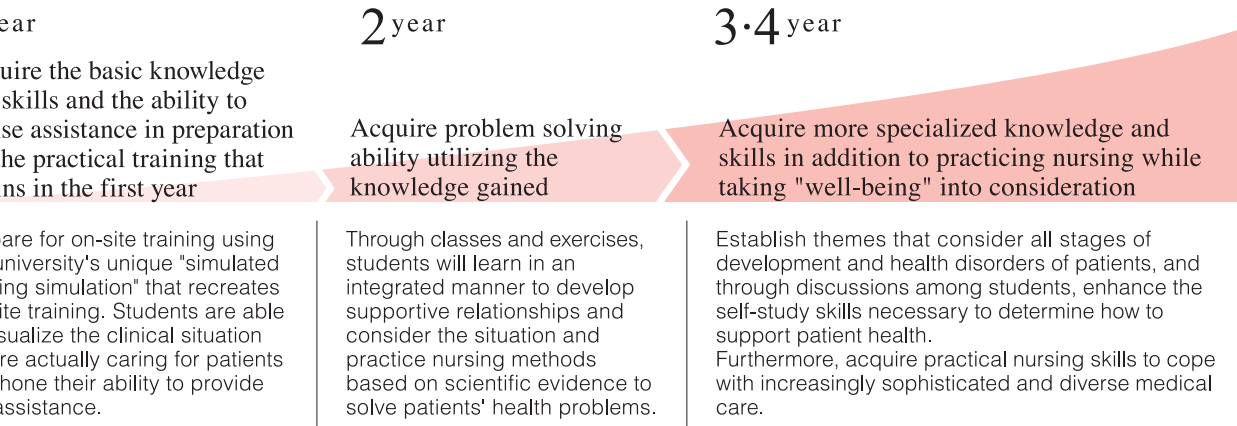 ear
uire the basic knowledge
skills and the ability to
se assistance in preparation
he practical training that
ns in the first year
are for on-site training using
university's unique "simulated
ing simulation" that recreates
ite training. Students are able
sualize the clinical situation
re actually caring for patients
hone their ability to provide
assistance.
2 year
Acquire problem solving
ability utilizing the
knowledge gained
Through classes and exercises,
students will learn in an
integrated manner to develop
supportive relationships and
consider the situation and
practice nursing methods
based on scientific evidence to
solve patients' health problems.
3·4 year
Acquire more specialized knowledge and
skills in addition to practicing nursing while
taking "well-being" into consideration
Establish themes that consider all stages of
development and health disorders of patients, and
through discussions among students, enhance the
self-study skills necessary to determine how to
support patient health.
Furthermore, acquire practical nursing skills to cope
with increasingly sophisticated and diverse medical
care.